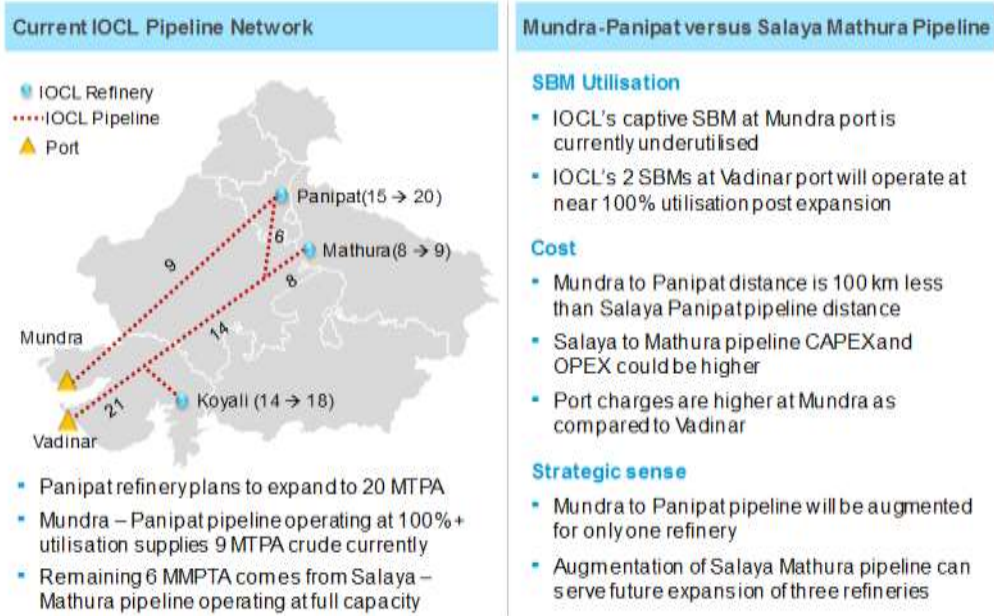 Current IOCL Pipeline Network
IOCL Refinery
IOCL Pipeline
Port
Panipat(15 → 20)
6
Mathura(8 → 9)
9
8
14
Mundra
21
Koyali (14 → 18)
Vadinar
▪ Panipat refinery plans to expand to 20 MTPA
▪ Mundra – Panipat pipeline operating at 100%+
utilisation supplies 9 MTPA crude currently
▪ Remaining 6 MMPTA comes from Salaya –
Mathura pipeline operating at full capacity
Mundra-Panipat versus Salaya Mathura Pipeline
SBM Utilisation
▪ IOCL's captive SBM at Mundra port is
currently underutilised
▪ IOCL's 2 SBMs at Vadinar port will operate at
near 100% utilisation post expansion
Cost
▪ Mundra to Panipat distance is 100 km less
than Salaya Panipat pipeline distance
▪ Salaya to Mathura pipeline CAPEX and
OPEX could be higher
▪ Port charges are higher at Mundra as
compared to Vadinar
Strategic sense
▪ Mundra to Panipat pipeline will be augmented
for only one refinery
▪ Augmentation of Salaya Mathura pipeline can
serve future expansion of three refineries